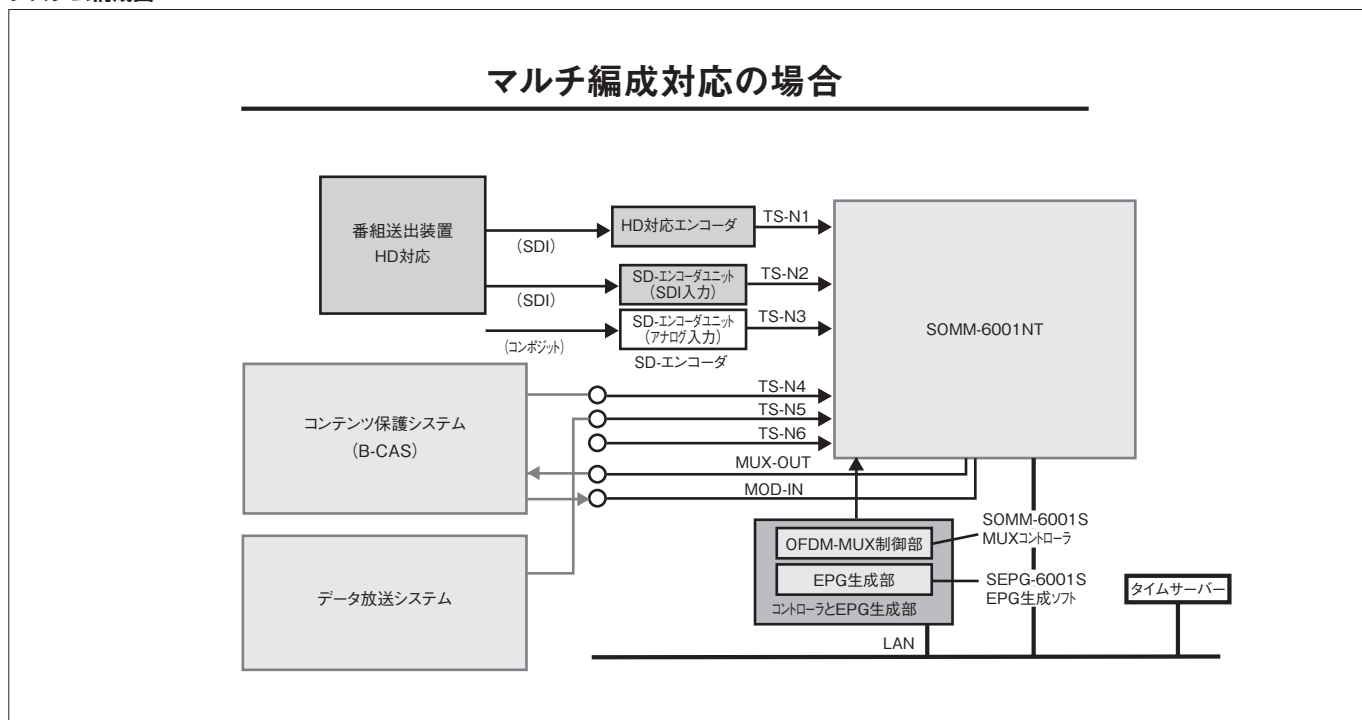 マルチ編成対応の場合
番組送出装置
HD対応
(SDI)
HD対応エンコーダ
TS-N1
(SDI)
SD-エンコーダユニット
(SDI入力)
TS-N2
(コンポジット)
SD-エンコーダユニット
(アナログ入力)
TS-N3
SD-エンコーダ
SOMM-6001NT
コンテンツ保護システム
(B-CAS)
TS-N4
TS-N5
TS-N6
MUX-OUT
MOD-IN
データ放送システム
OFDM-MUX制御部
EPG生成部
コントローラとEPG生成部
SOMM-6001S
MUXコントローラ
SEPG-6001S
EPG生成ソフト
タイムサーバー
LAN